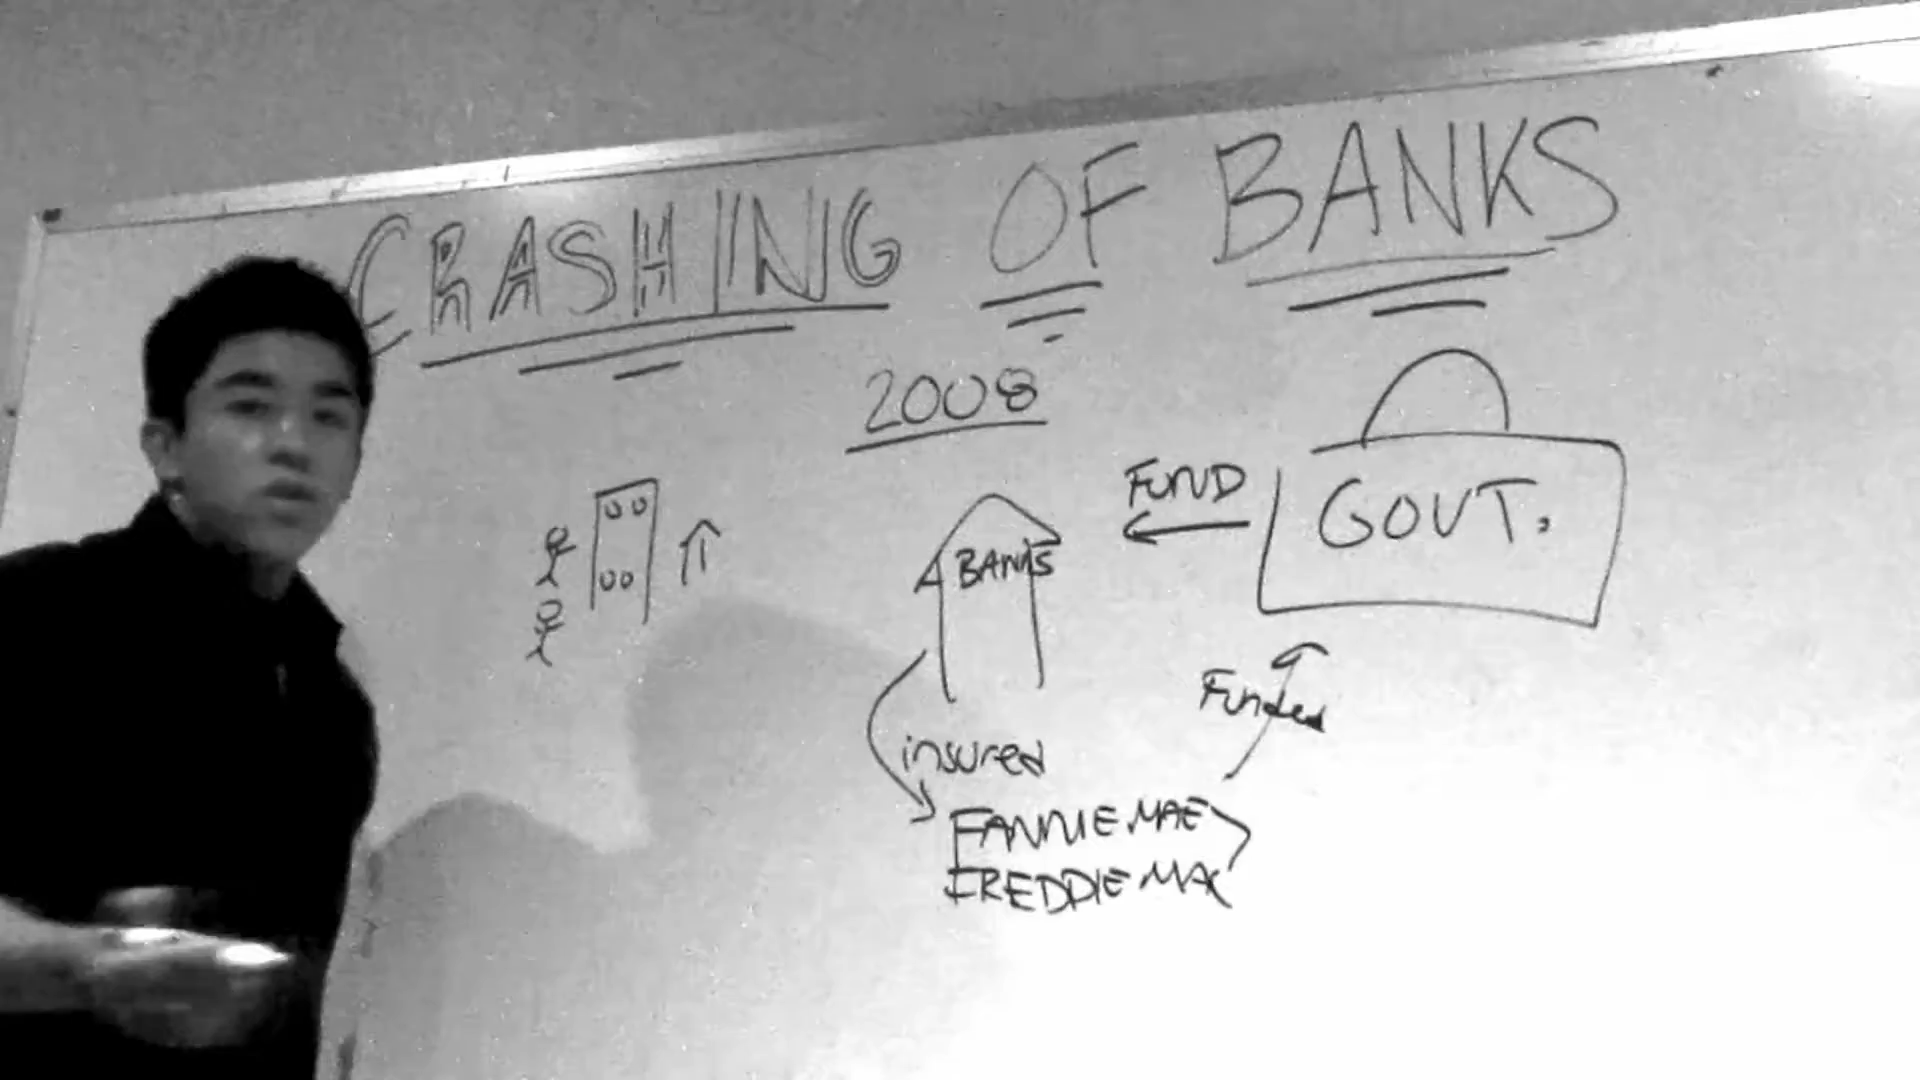 CRASHING OF BANKS
2008
FUND
GOVT.
BANKS
Funded
insured
FANNIE MAE
FREDDIE MAC